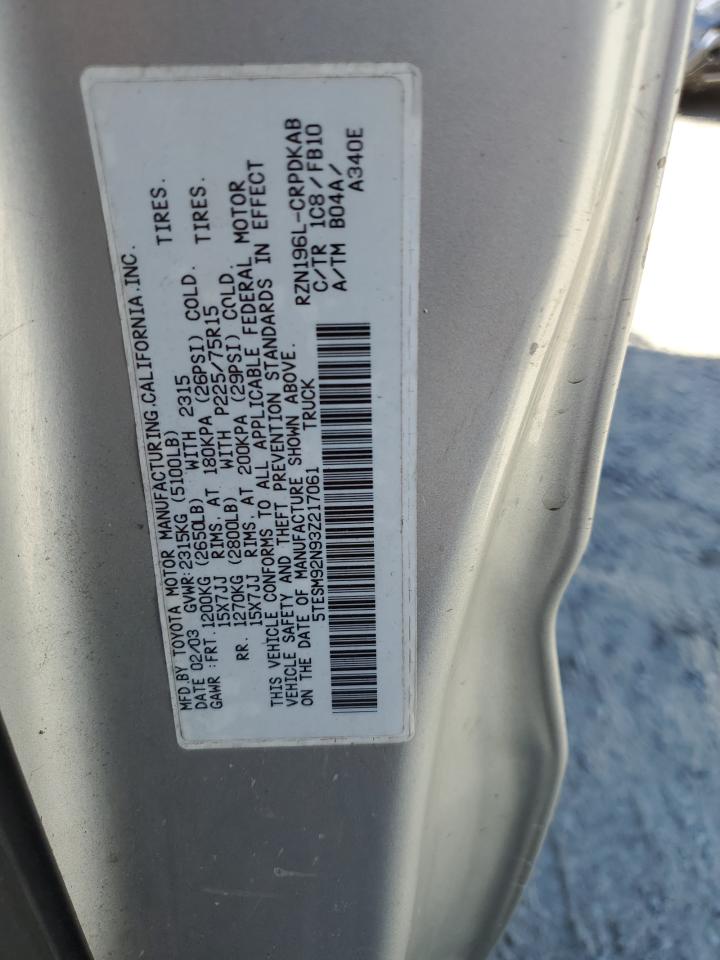 MFD.BY TOYOTA MOTOR MANUFACTURING.CALIFORNIA.INC.
DATE 02/03 GVWR:2315KG (5100LB)
GAWR :FRT.1200KG (2650LB) WITH 2315 TIRES.
15X7JJ RIMS. AT 180KPA (26PSI) COLD.
RR. 1270KG (2800LB) WITH P225/75R15 TIRES.
15X7JJ RIMS. AT 200KPA (29PSI) COLD.
THIS VEHICLE CONFORMS TO ALL APPLICABLE FEDERAL MOTOR
VEHICLE SAFETY AND THEFT PREVENTION STANDARDS IN EFFECT
ON THE DATE OF MANUFACTURE SHOWN ABOVE.
5TESM92N93Z217061 TRUCK
RZN196L-CRPDKAB
C/TR 1C8/FB10
A/TM B04A/
A340E